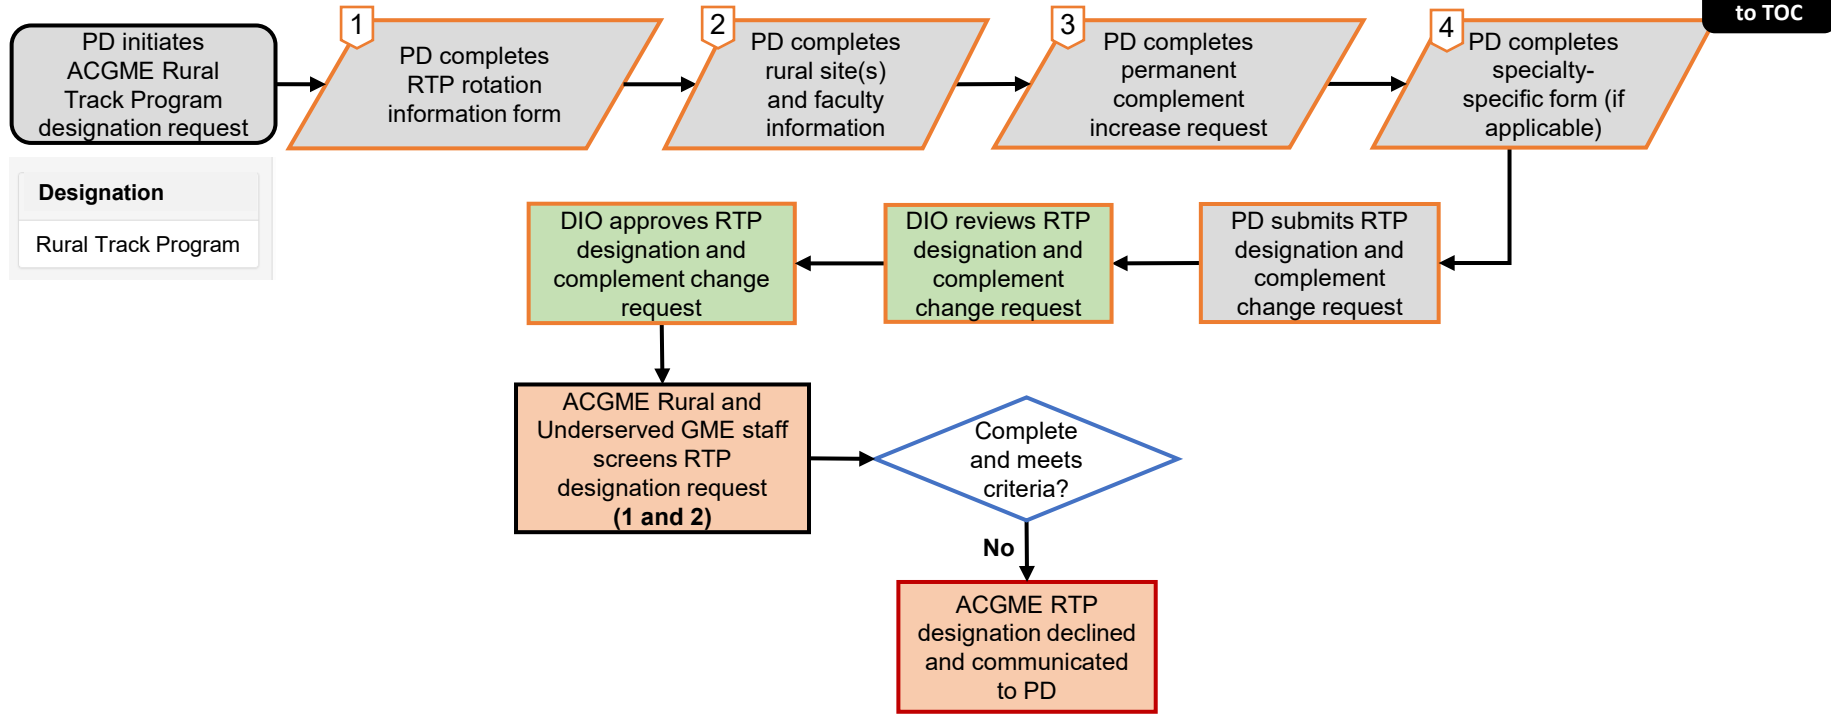 to TOC
PD initiates
ACGME Rural
Track Program
designation request
1
PD completes
RTP rotation
information form
2
PD completes
rural site(s)
and faculty
information
3
PD completes
permanent
complement
increase request
4
PD completes
specialty-
specific form (if
applicable)
Designation
Rural Track Program
PD submits RTP
designation and
complement
change request
DIO reviews RTP
designation and
complement
change request
DIO approves RTP
designation and
complement change
request
ACGME Rural and
Underserved GME staff
screens RTP
designation request
(1 and 2)
Complete
and meets
criteria?
No
ACGME RTP
designation declined
and communicated
to PD